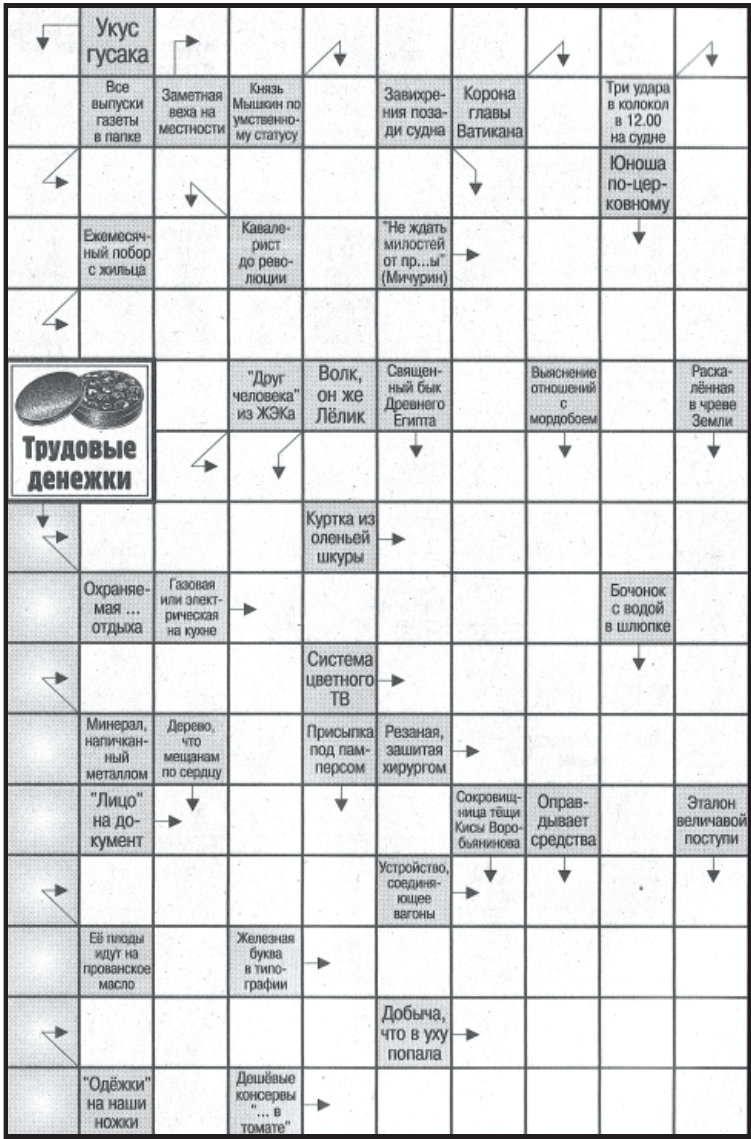 Укус
гусака
Все
выпуски
газеты
в папке
Заметная
веха на
местности
Князь
Мышкин по
умственно-
му статусу
Завихре-
ния поза-
ди судна
Корона
главы
Ватикана
Три удара
в колокол
в 12.00
на судне
Юноша
по-цер-
ковному
Ежемесяч-
ный побор
с жильца
Кавале-
рист
до рево-
люции
"Не ждать
милостей
от пр...ы"
(Мичурин)
Трудовые
денежки
"Друг
человека"
из ЖЭКа
Волк,
он же
Лёлик
Священ-
ный бык
Древнего
Египта
Выяснение
отношений
с
мордобоем
Раска-
лённая
в чреве
Земли
Куртка из
оленьей
шкуры
Охраняе-
мая ...
отдыха
Газовая
или элект-
рическая
на кухне
Бочонок
с водой
в шлюпке
Система
цветного
ТВ
Минерал,
напичкан-
ный
металлом
Дерево,
что
мещанам
по сердцу
Присыпка
под пам-
персом
Резаная,
зашитая
хирургом
"Лицо"
на до-
кумент
Сокровищ-
ница тёщи
Кисы Воро-
бьянинова
Оправ-
дывает
средства
Эталон
величавой
поступи
Устройство,
соединя-
ющее
вагоны
Её плоды
идут на
прованское
масло
Железная
буква
в типо-
графии
Добыча,
что в уху
попала
"Одёжки"
на наши
ножки
Дешёвые
консервы
"... в
томате"